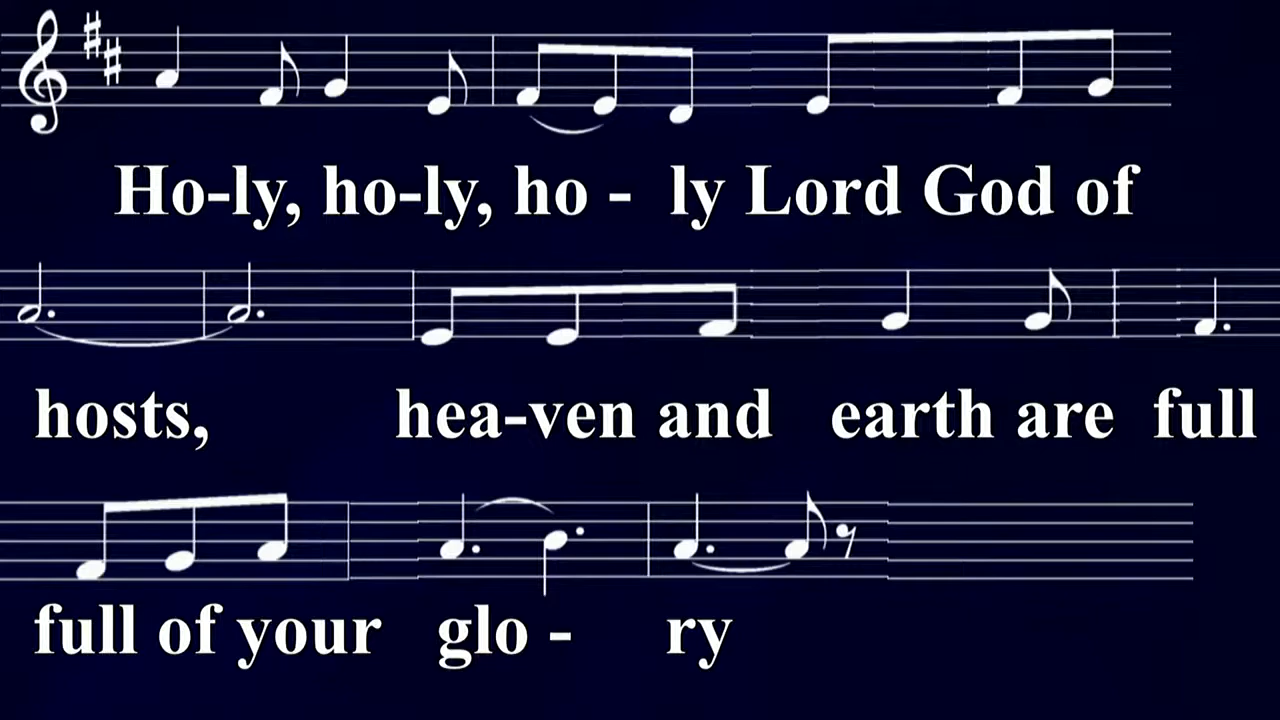 Ho-ly, ho-ly, ho - ly Lord God of
hosts, hea-ven and earth are full
full of your glo - ry